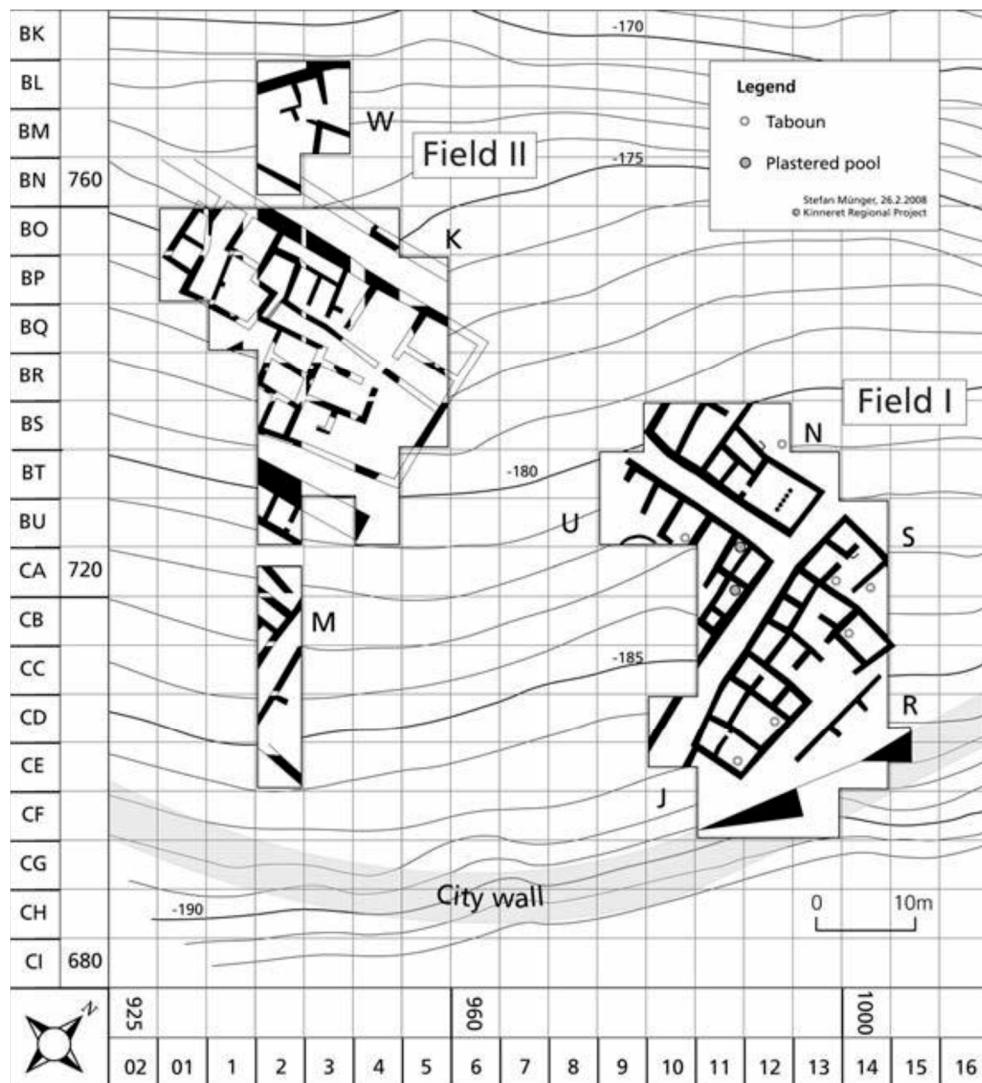 BK
BL
BM
BN 760
BO
BP
BQ
BR
BS
BT
BU
CA 720
CB
CC
CD
CE
CF
CG
CH
CI 680
-170
Legend
Taboun
Plastered pool
Stefan Münger, 26.2.2008
© Kinneret Regional Project
W
Field II
-175
K
Field I
N
-180
U
S
M
-185
R
J
City wall
-190
0 10m
N
925 960 1000
02 01 1 2 3 4 5 6 7 8 9 10 11 12 13 14 15 16